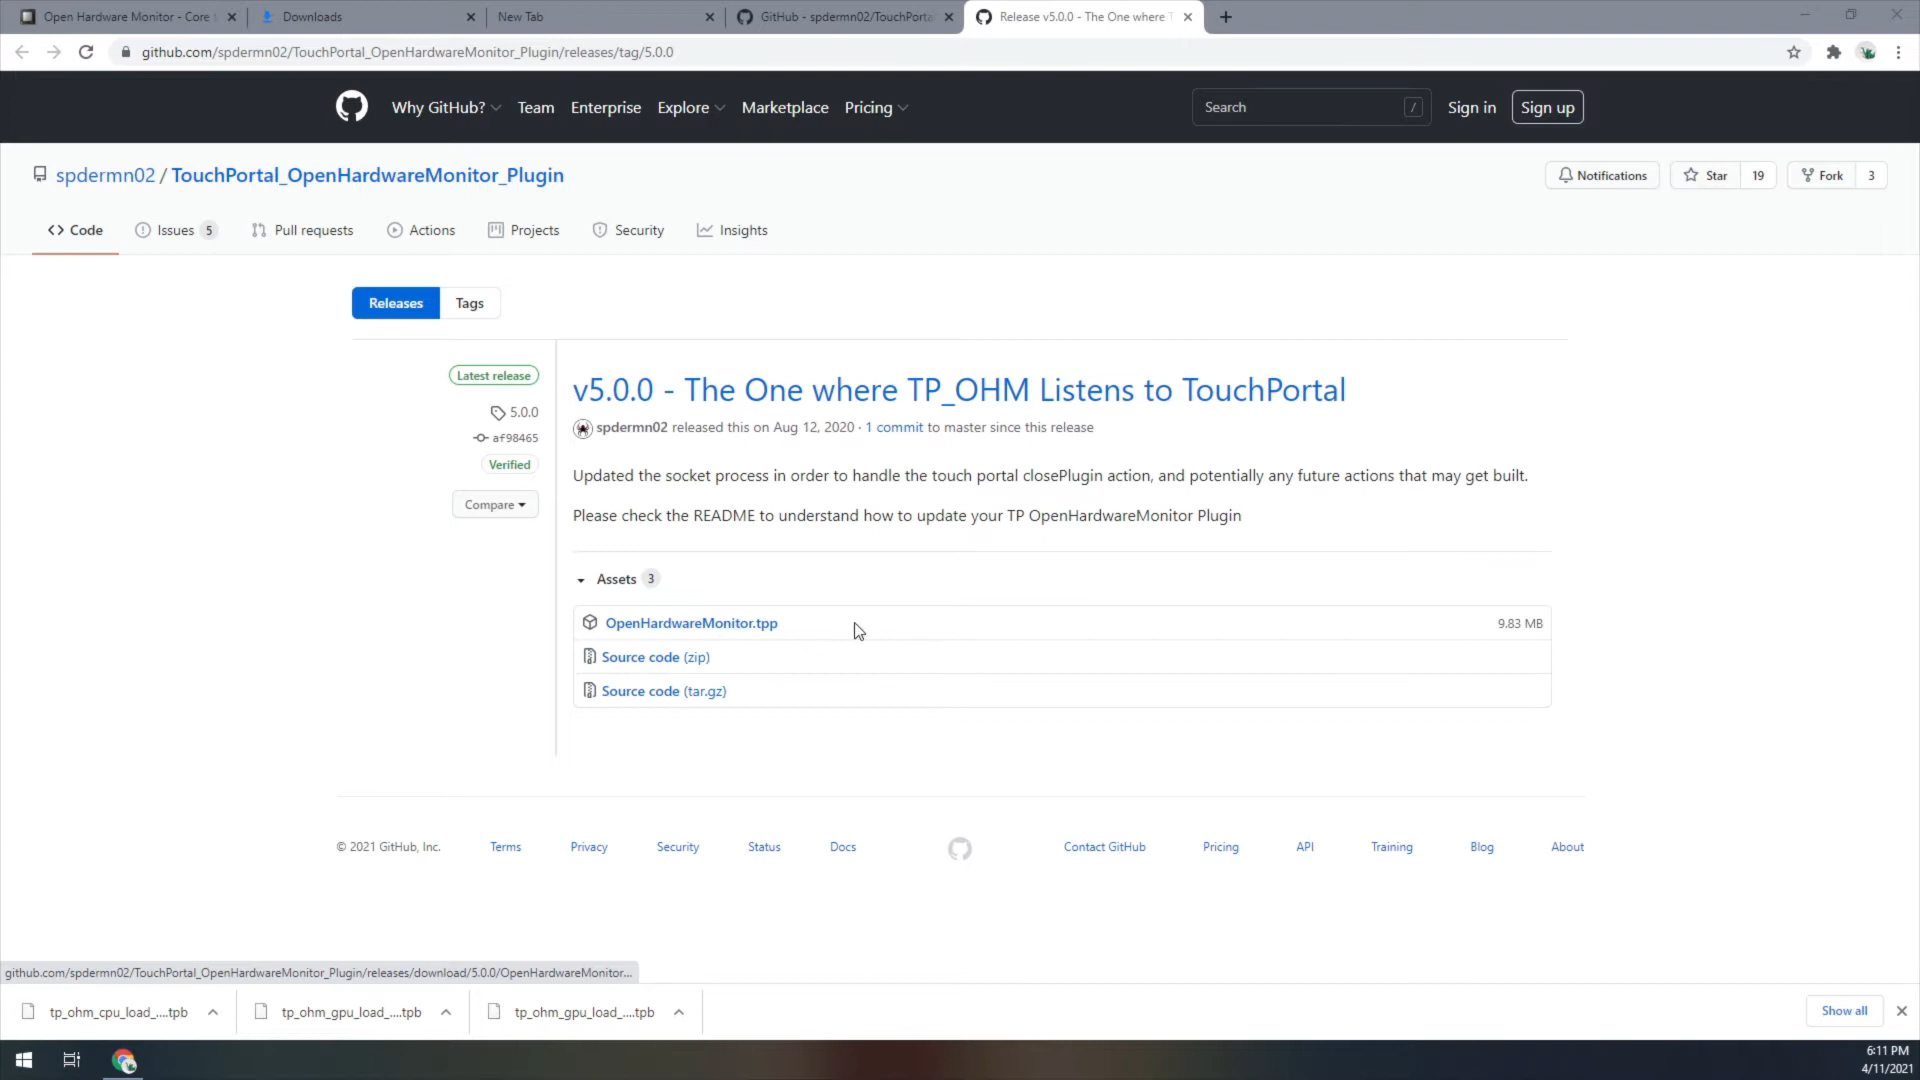 Open Hardware Monitor - Core
Downloads
New Tab
GitHub - spdermn02/TouchPorta
Release v5.0.0 - The One where T
github.com/spdermn02/TouchPortal_OpenHardwareMonitor_Plugin/releases/tag/5.0.0
Why GitHub? Team Enterprise Explore Marketplace Pricing
Search /
Sign in Sign up
spdermn02 / TouchPortal_OpenHardwareMonitor_Plugin
Notifications Star 19 Fork 3
<> Code Issues 5 Pull requests Actions Projects Security Insights
Releases Tags
Latest release
5.0.0
af98465
Verified
Compare
v5.0.0 - The One where TP_OHM Listens to TouchPortal
spdermn02 released this on Aug 12, 2020 · 1 commit to master since this release
Updated the socket process in order to handle the touch portal closePlugin action, and potentially any future actions that may get built.
Please check the README to understand how to update your TP OpenHardwareMonitor Plugin
Assets 3
OpenHardwareMonitor.tpp 9.83 MB
Source code (zip)
Source code (tar.gz)
© 2021 GitHub, Inc. Terms Privacy Security Status Docs Contact GitHub Pricing API Training Blog About
github.com/spdermn02/TouchPortal_OpenHardwareMonitor_Plugin/releases/download/5.0.0/OpenHardwareMonitor...
tp_ohm_cpu_load_....tpb tp_ohm_gpu_load_....tpb tp_ohm_gpu_load_....tpb Show all
6:11 PM
4/11/2021